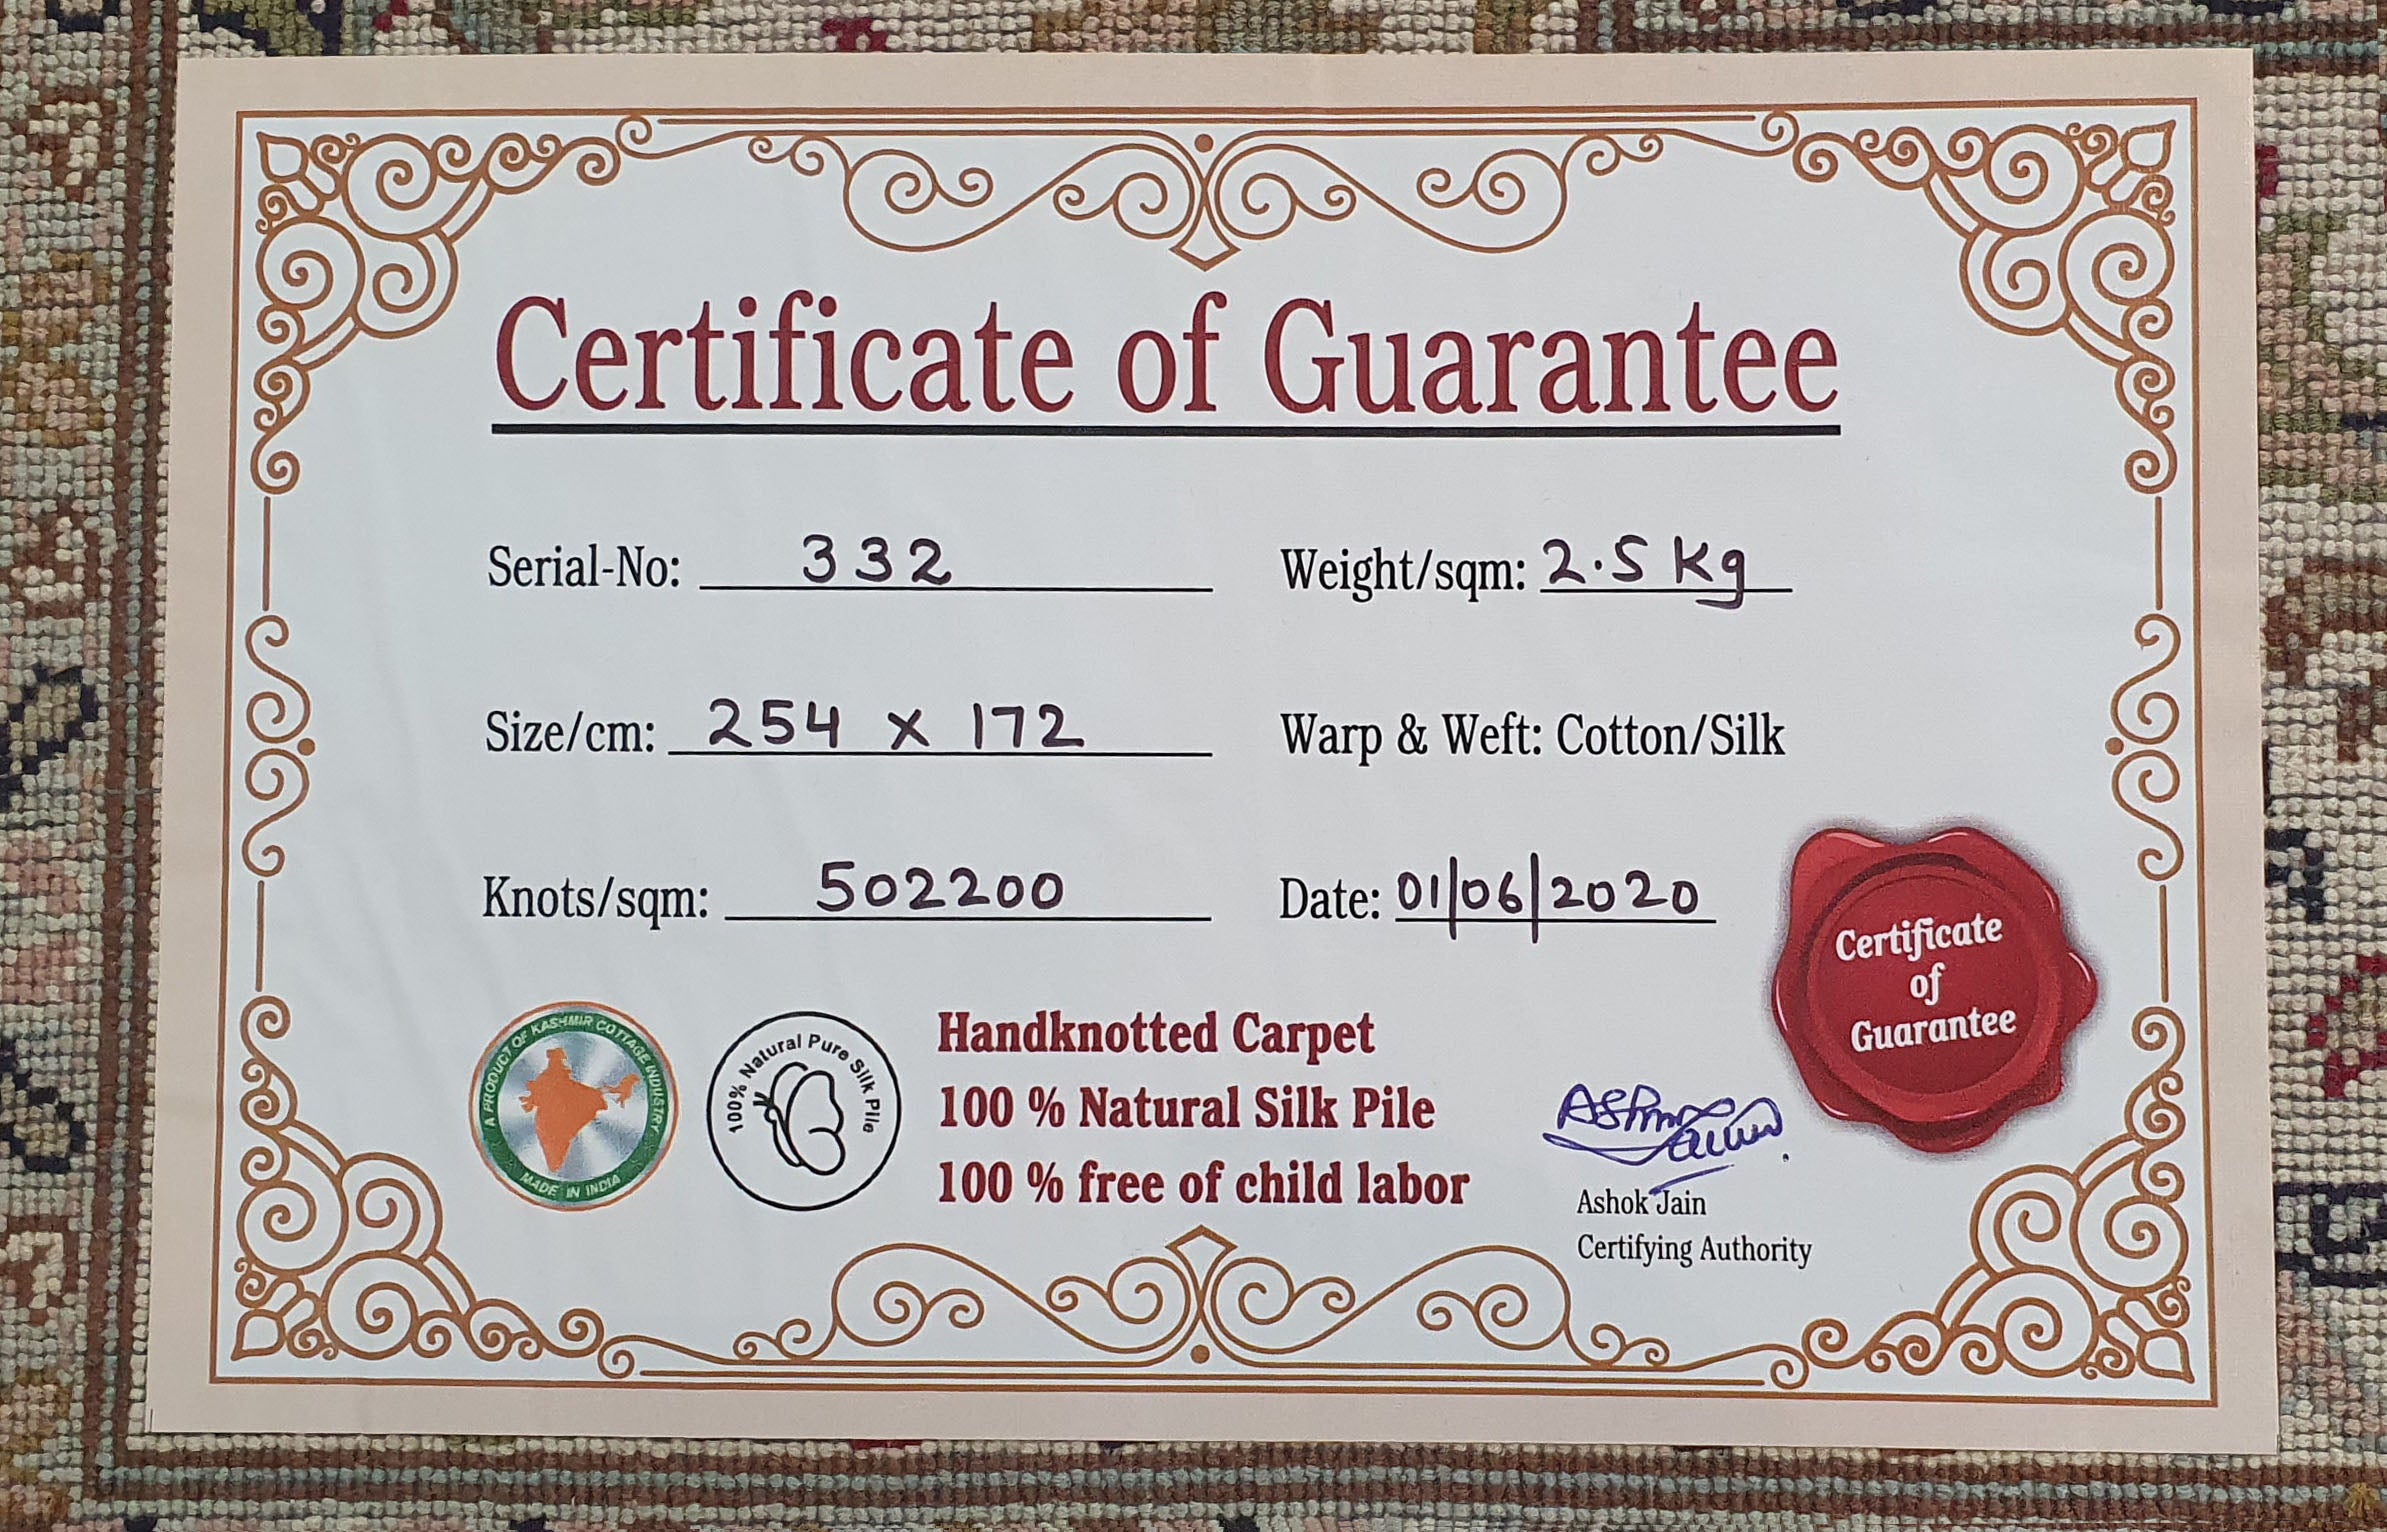 Certificate of Guarantee
Serial-No: 332
Weight/sqm: 2.5 Kg
Size/cm: 254 x 172
Warp & Weft: Cotton/Silk
Knots/sqm: 502200
Date: 01/06/2020
Certificate
of
Guarantee
A PRODUCT OF KASHMIR COTTAGE INDUSTRY
MADE IN INDIA
100% Natural Pure Silk Pile
Handknotted Carpet
100 % Natural Silk Pile
100 % free of child labor
Ashok Jain
Certifying Authority